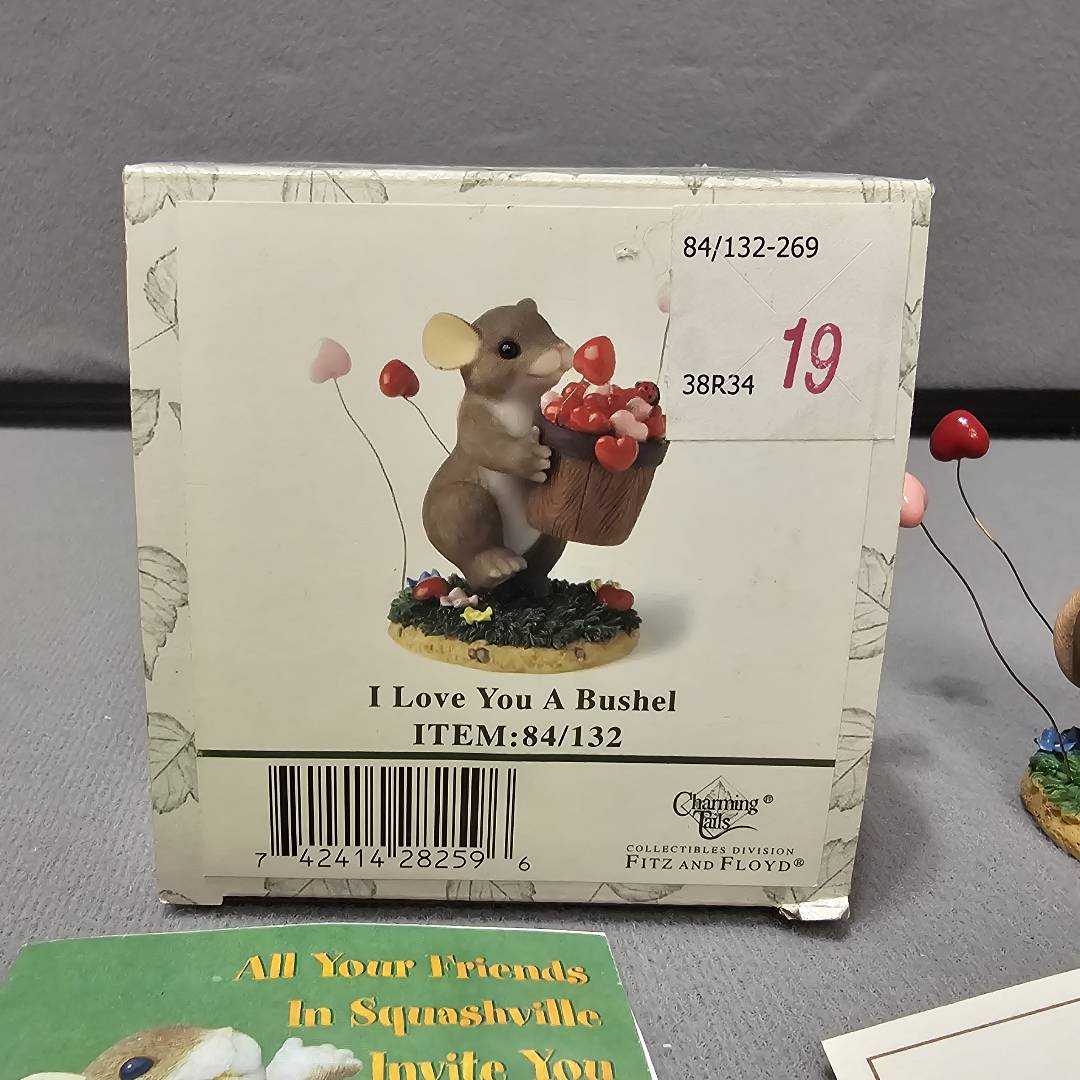 84/132-269
38R34 19
I Love You A Bushel
ITEM:84/132
7 42414 28259 6
Charming Tails®
COLLECTIBLES DIVISION
FITZ AND FLOYD®
All Your Friends
In Squashville
Invite You